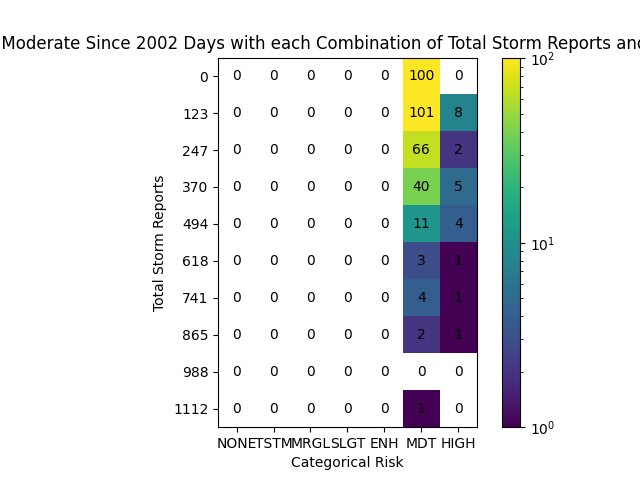 Moderate Since 2002 Days with each Combination of Total Storm Reports and
Total Storm Reports
0 0 0 0 0 0 100 0
123 0 0 0 0 0 101 8
247 0 0 0 0 0 66 2
370 0 0 0 0 0 40 5
494 0 0 0 0 0 11 4
618 0 0 0 0 0 3 1
741 0 0 0 0 0 4 1
865 0 0 0 0 0 2 1
988 0 0 0 0 0 0 0
1112 0 0 0 0 0 1 0
NONE TSTM MRGL SLGT ENH MDT HIGH
Categorical Risk
10²
10¹
10⁰